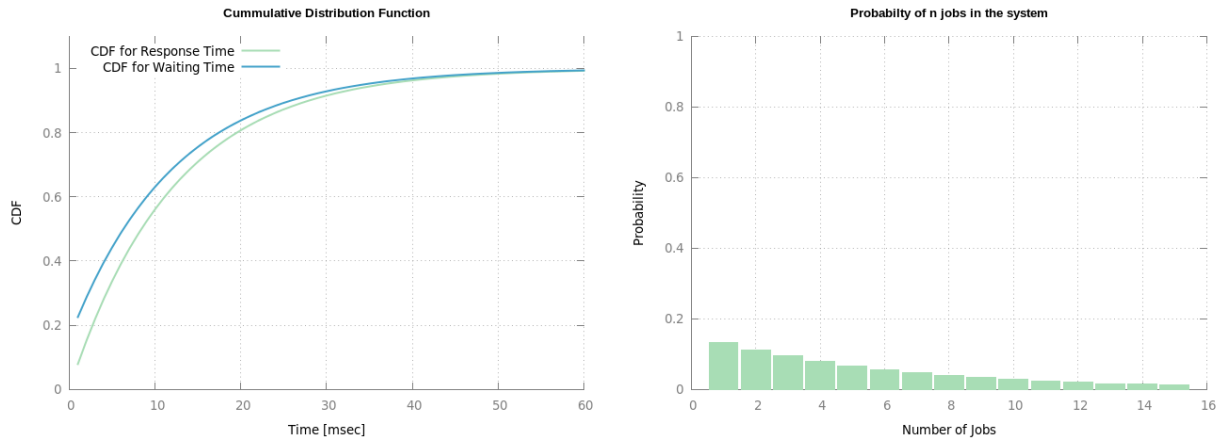 Cummulative Distribution Function
CDF for Response Time
CDF for Waiting Time
1
0.8
0.6
0.4
0.2
0
CDF
0 10 20 30 40 50 60
Time [msec]
Probabilty of n jobs in the system
1
0.8
0.6
0.4
0.2
0
Probability
0 2 4 6 8 10 12 14 16
Number of Jobs